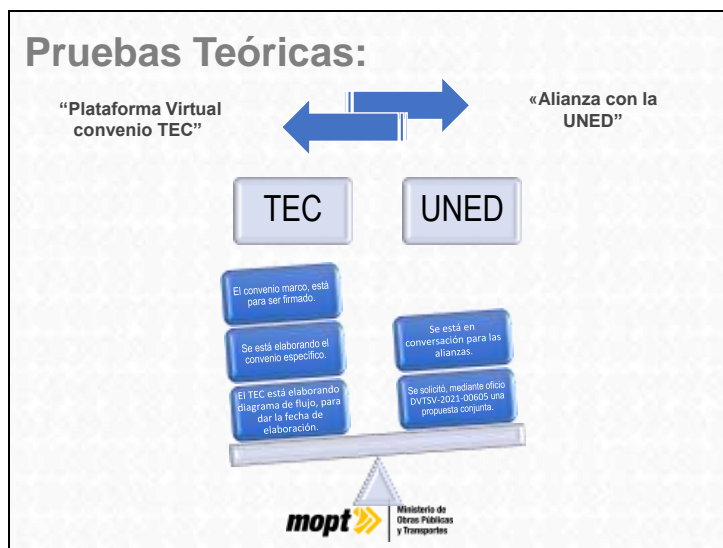 Pruebas Teóricas:
“Plataforma Virtual
convenio TEC”
«Alianza con la
UNED”
TEC
UNED
El convenio marco, está
para ser firmado.
Se está elaborando el
convenio específico.
El TEC está elaborando
diagrama de flujo, para
dar la fecha de
elaboración.
Se está en
conversación para las
alianzas.
Se solicitó, mediante oficio
DVTSV-2021-00605 una
propuesta conjunta.
mopt
Ministerio de
Obras Públicas
y Transportes